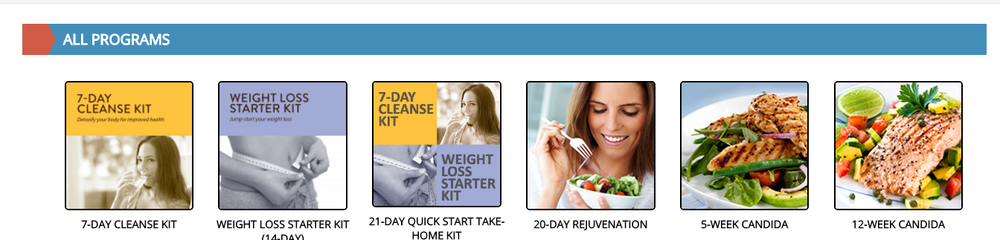 ALL PROGRAMS
7-DAY
CLEANSE KIT
Detoxify your body for improved health
WEIGHT LOSS
STARTER KIT
Jump-start your weight loss
7-DAY
CLEANSE
KIT
WEIGHT
LOSS
STARTER
KIT
7-DAY CLEANSE KIT
WEIGHT LOSS STARTER KIT
(14-DAY)
21-DAY QUICK START TAKE-
HOME KIT
20-DAY REJUVENATION
5-WEEK CANDIDA
12-WEEK CANDIDA